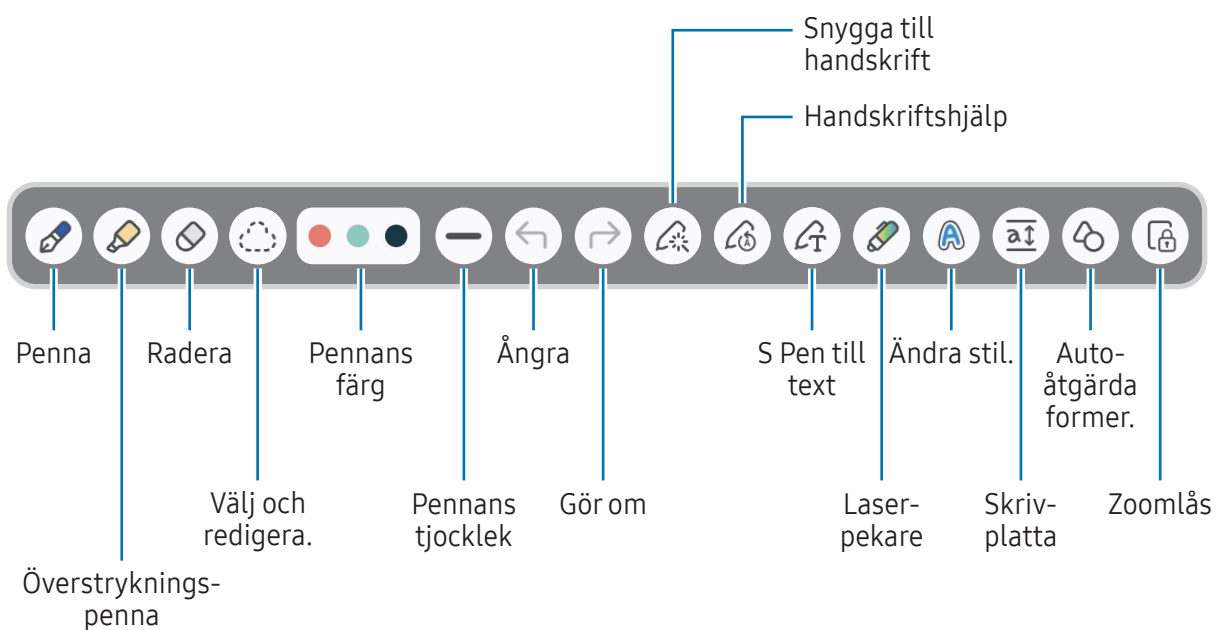 Snygga till
handskrift
Handskriftshjälp
Penna
Radera
Pennans
färg
Ångra
S Pen till
text
Ändra stil.
Auto-
åtgärda
former.
Välj och
redigera.
Pennans
tjocklek
Gör om
Laser-
pekare
Skriv-
platta
Zoomlås
Överstryknings-
penna